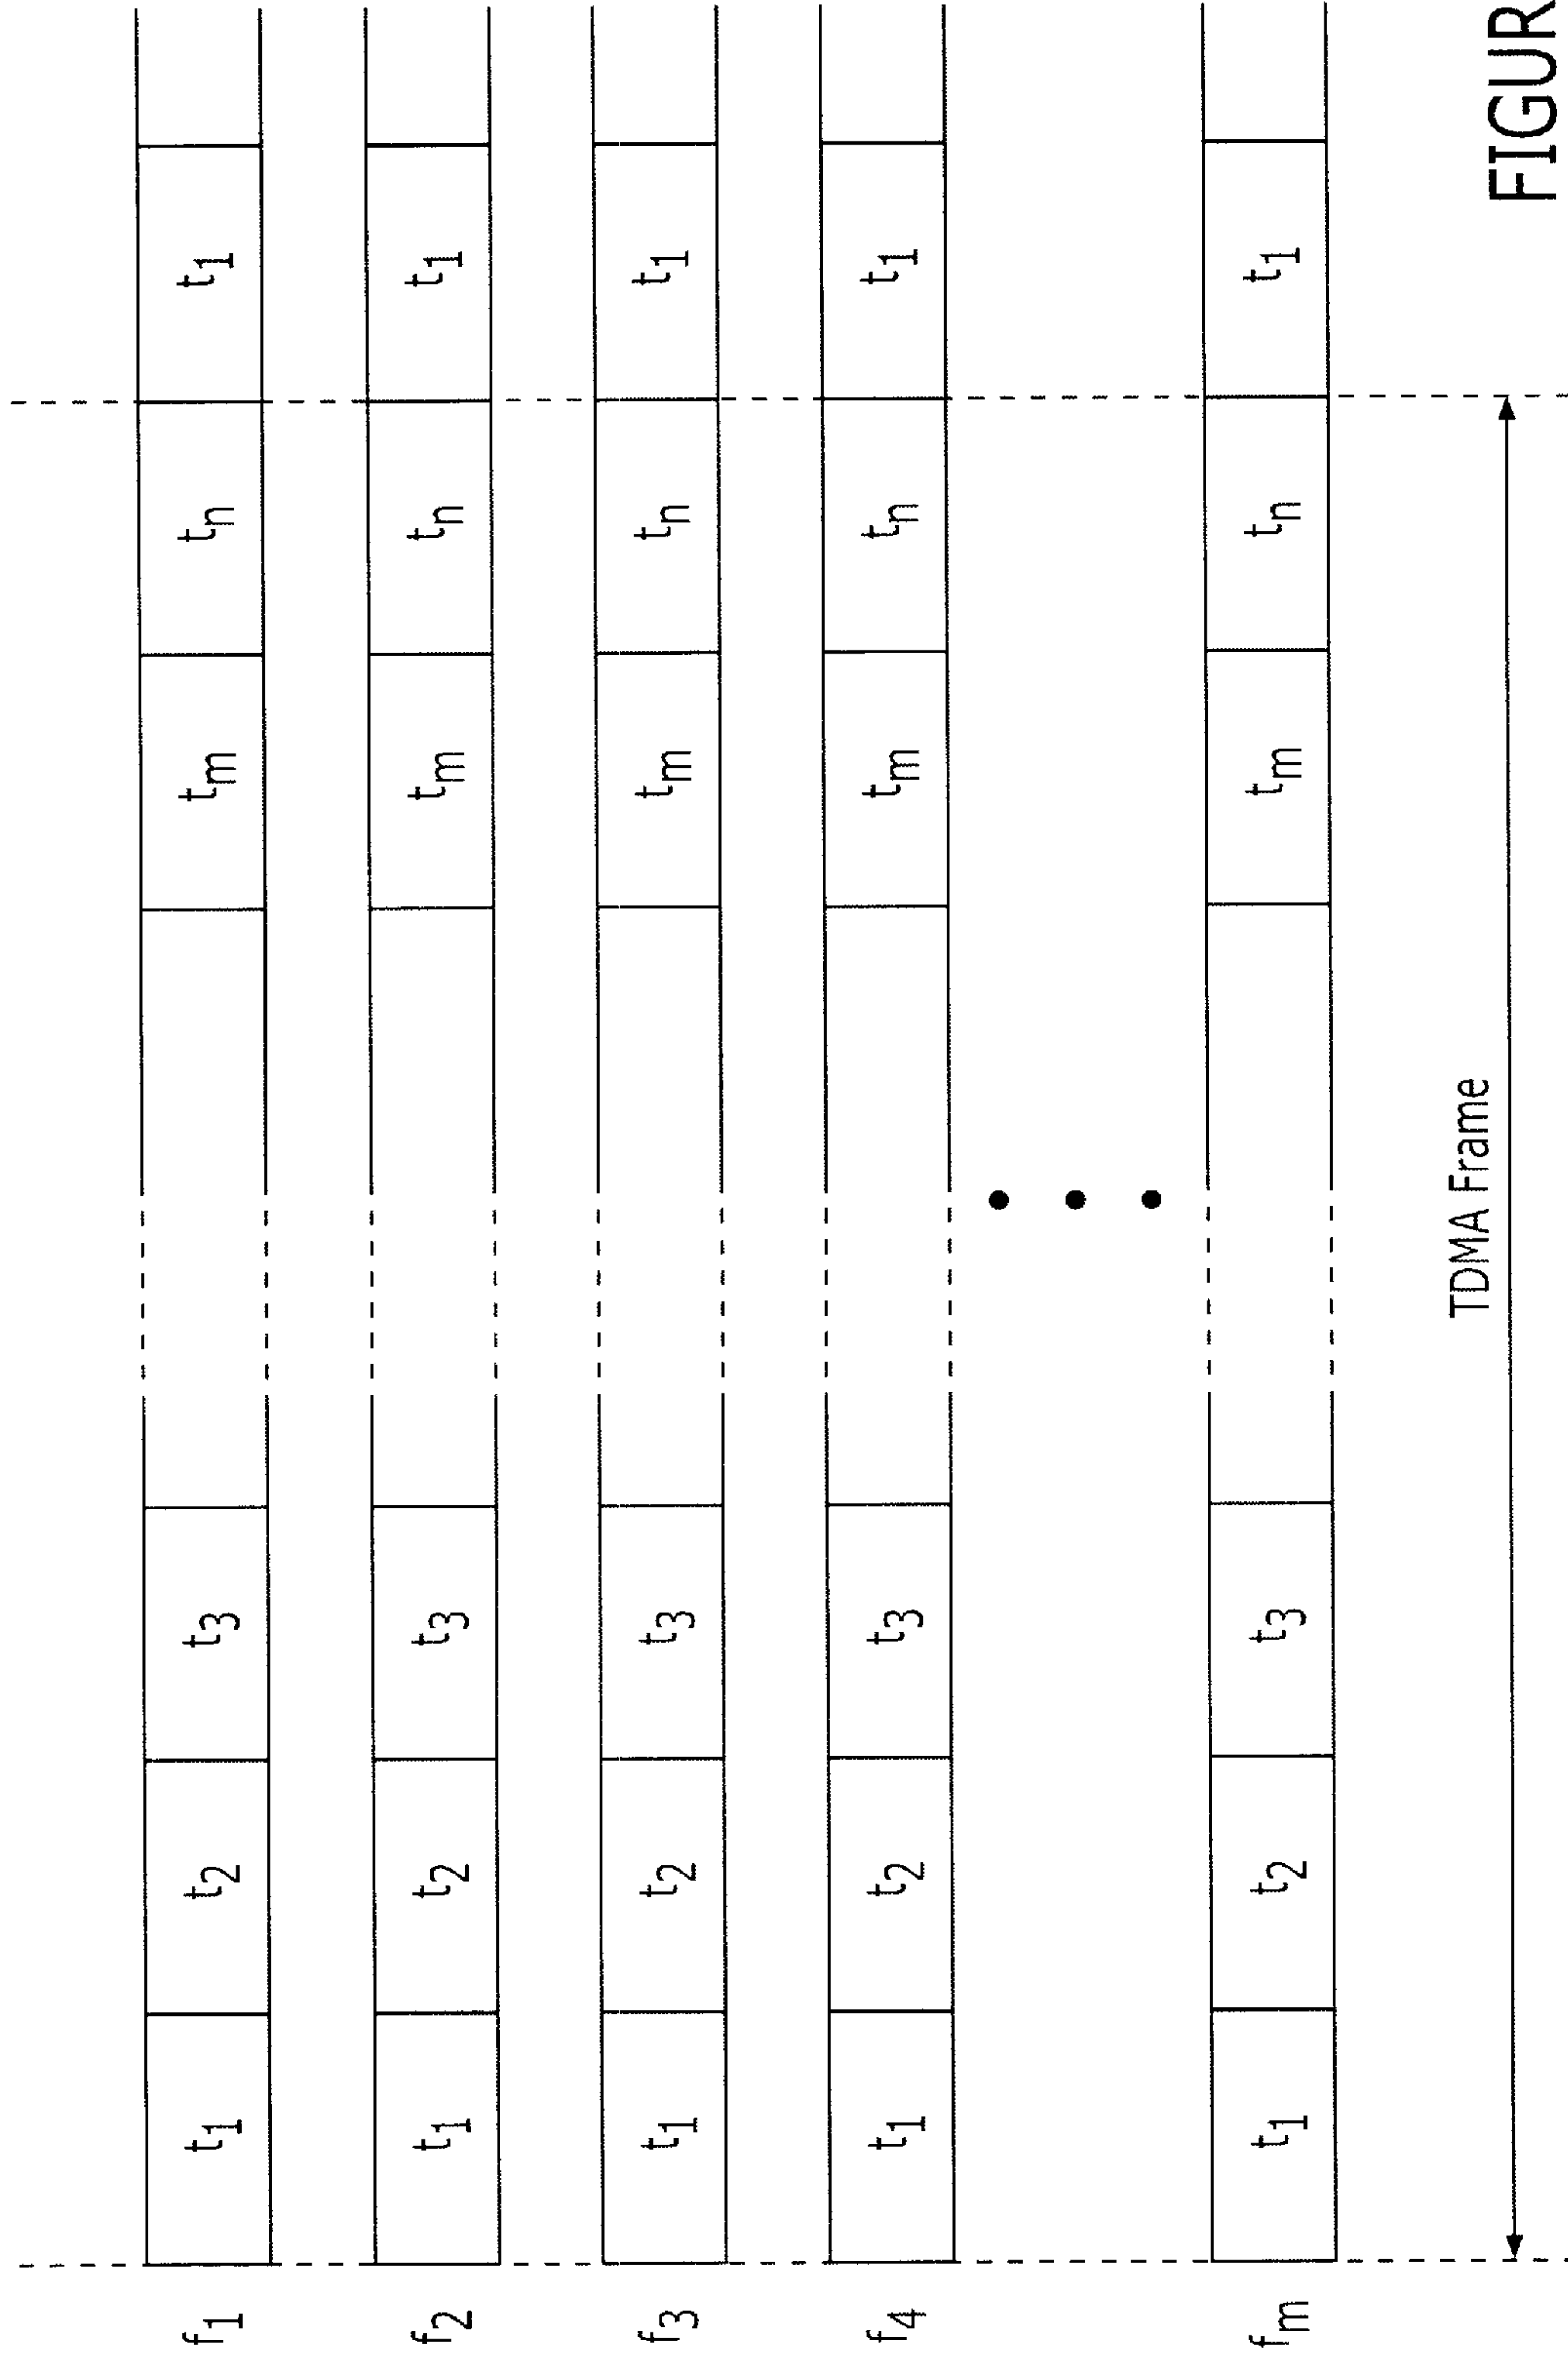 f1 t1 t2 t3 tm tn t1
f2 t1 t2 t3 tm tn t1
f3 t1 t2 t3 tm tn t1
f4 t1 t2 t3 tm tn t1
fm t1 t2 t3 tm tn t1
TDMA Frame
FIGUR